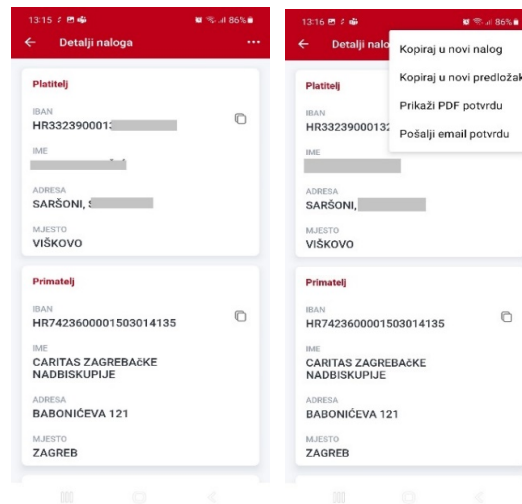 13:15
86%
Detalji naloga
Platitelj
IBAN
HR3323900013
IME
ADRESA
SARŠONI,
MJESTO
VIŠKOVO
Primatelj
IBAN
HR7423600001503014135
IME
CARITAS ZAGREBAčKE
NADBISKUPIJE
ADRESA
BABONIĆEVA 121
MJESTO
ZAGREB
13:16
86%
Detalji nalo
Kopiraj u novi nalog
Kopiraj u novi predložak
Prikaži PDF potvrdu
Pošalji email potvrdu
Platitelj
IBAN
HR33239000132
IME
ADRESA
SARŠONI,
MJESTO
VIŠKOVO
Primatelj
IBAN
HR7423600001503014135
IME
CARITAS ZAGREBAčKE
NADBISKUPIJE
ADRESA
BABONIĆEVA 121
MJESTO
ZAGREB